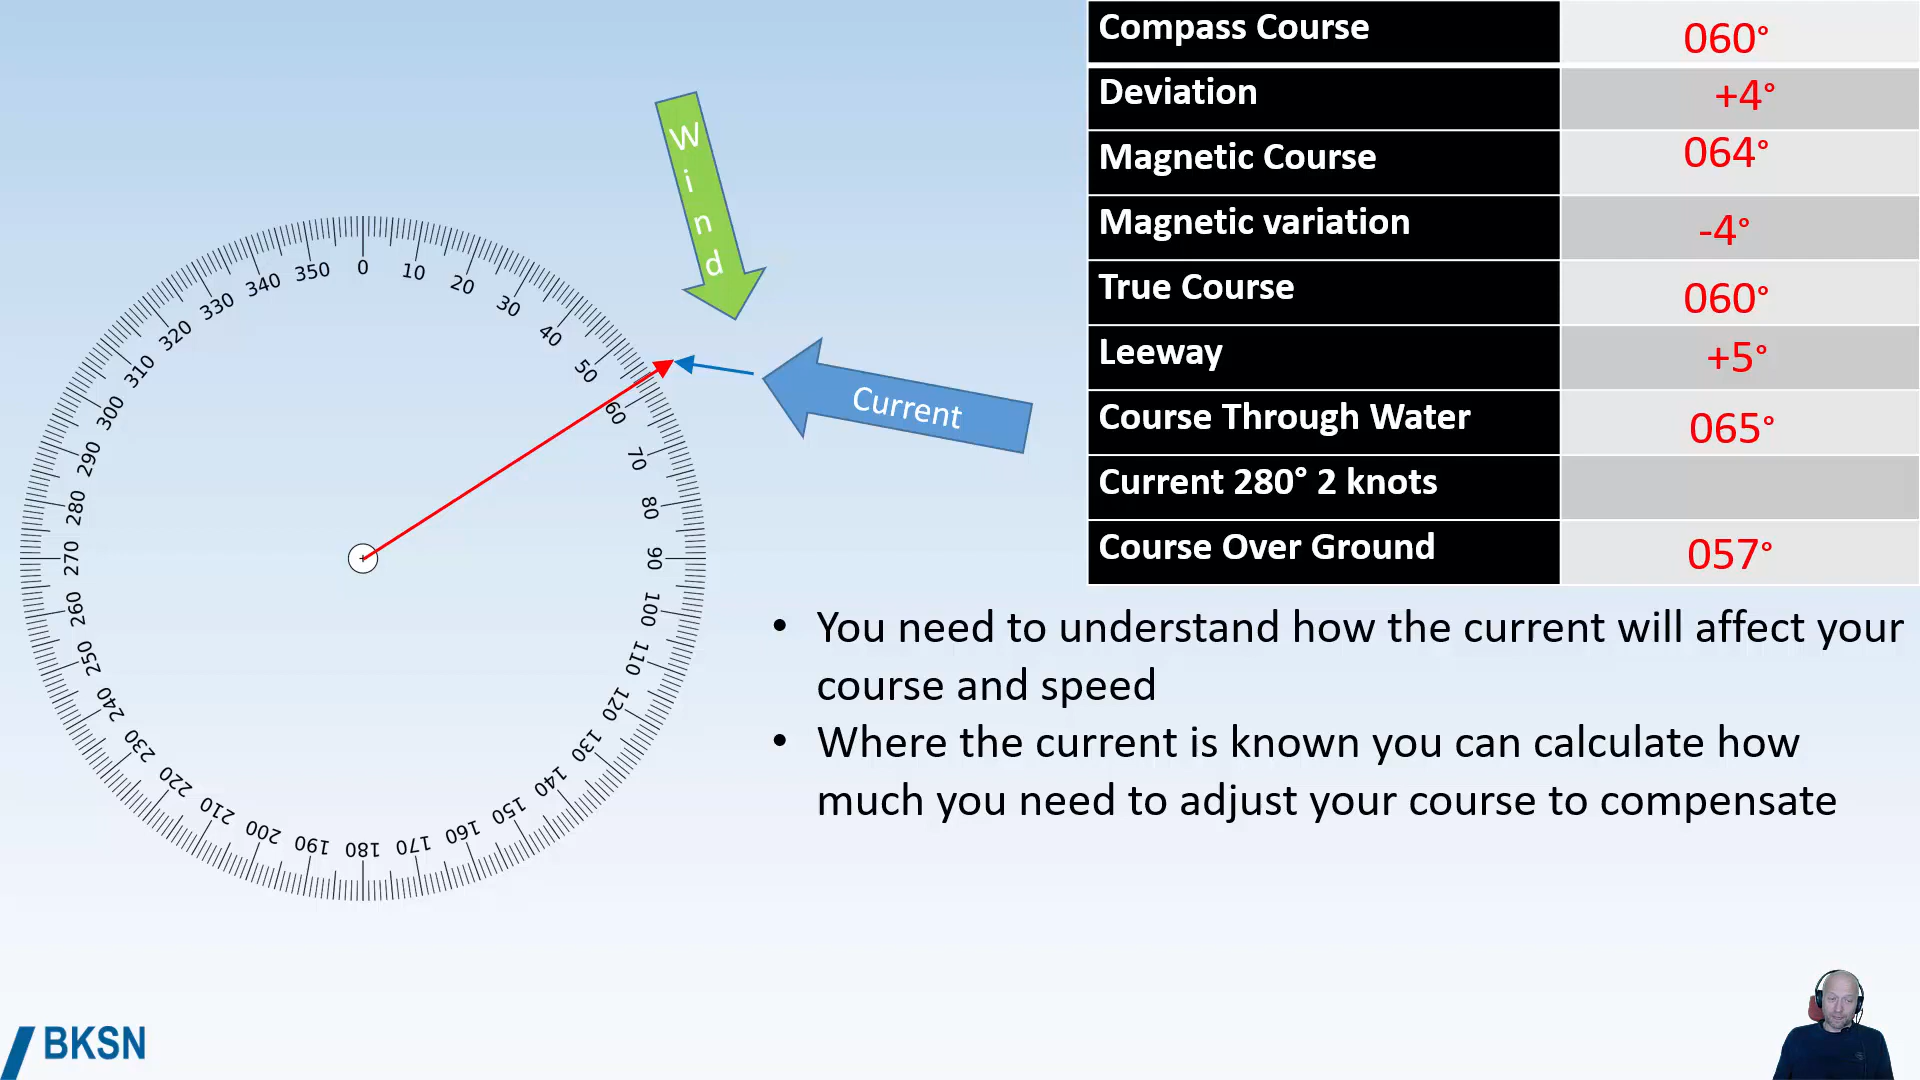 Compass Course 060°
Deviation +4°
Magnetic Course 064°
Magnetic variation -4°
True Course 060°
Leeway +5°
Course Through Water 065°
Current 280° 2 knots
Course Over Ground 057°
Wind
Current
0
10
20
30
40
50
60
70
80
90
100
110
120
130
140
150
160
170
180
190
200
210
220
230
240
250
260
270
280
290
300
310
320
330
340
350
• You need to understand how the current will affect your
course and speed
• Where the current is known you can calculate how
much you need to adjust your course to compensate
BKSN